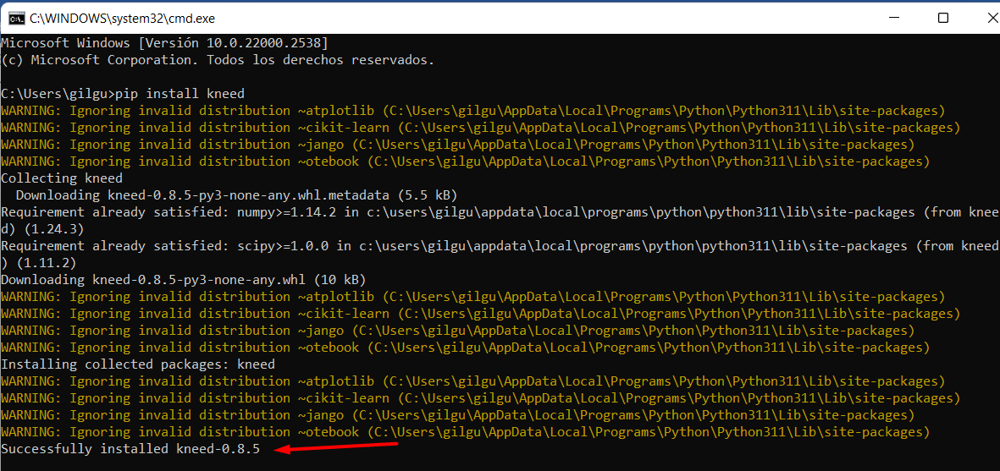 C:\WINDOWS\system32\cmd.exe
Microsoft Windows [Versión 10.0.22000.2538]
(c) Microsoft Corporation. Todos los derechos reservados.
C:\Users\gilgu>pip install kneed
WARNING: Ignoring invalid distribution ~atplotlib (C:\Users\gilgu\AppData\Local\Programs\Python\Python311\Lib\site-packages)
WARNING: Ignoring invalid distribution ~cikit-learn (C:\Users\gilgu\AppData\Local\Programs\Python\Python311\Lib\site-packages)
WARNING: Ignoring invalid distribution ~jango (C:\Users\gilgu\AppData\Local\Programs\Python\Python311\Lib\site-packages)
WARNING: Ignoring invalid distribution ~otebook (C:\Users\gilgu\AppData\Local\Programs\Python\Python311\Lib\site-packages)
Collecting kneed
  Downloading kneed-0.8.5-py3-none-any.whl.metadata (5.5 kB)
Requirement already satisfied: numpy>=1.14.2 in c:\users\gilgu\appdata\local\programs\python\python311\lib\site-packages (from knee
d) (1.24.3)
Requirement already satisfied: scipy>=1.0.0 in c:\users\gilgu\appdata\local\programs\python\python311\lib\site-packages (from kneed
) (1.11.2)
Downloading kneed-0.8.5-py3-none-any.whl (10 kB)
WARNING: Ignoring invalid distribution ~atplotlib (C:\Users\gilgu\AppData\Local\Programs\Python\Python311\Lib\site-packages)
WARNING: Ignoring invalid distribution ~cikit-learn (C:\Users\gilgu\AppData\Local\Programs\Python\Python311\Lib\site-packages)
WARNING: Ignoring invalid distribution ~jango (C:\Users\gilgu\AppData\Local\Programs\Python\Python311\Lib\site-packages)
WARNING: Ignoring invalid distribution ~otebook (C:\Users\gilgu\AppData\Local\Programs\Python\Python311\Lib\site-packages)
Installing collected packages: kneed
WARNING: Ignoring invalid distribution ~atplotlib (C:\Users\gilgu\AppData\Local\Programs\Python\Python311\Lib\site-packages)
WARNING: Ignoring invalid distribution ~cikit-learn (C:\Users\gilgu\AppData\Local\Programs\Python\Python311\Lib\site-packages)
WARNING: Ignoring invalid distribution ~jango (C:\Users\gilgu\AppData\Local\Programs\Python\Python311\Lib\site-packages)
WARNING: Ignoring invalid distribution ~otebook (C:\Users\gilgu\AppData\Local\Programs\Python\Python311\Lib\site-packages)
Successfully installed kneed-0.8.5